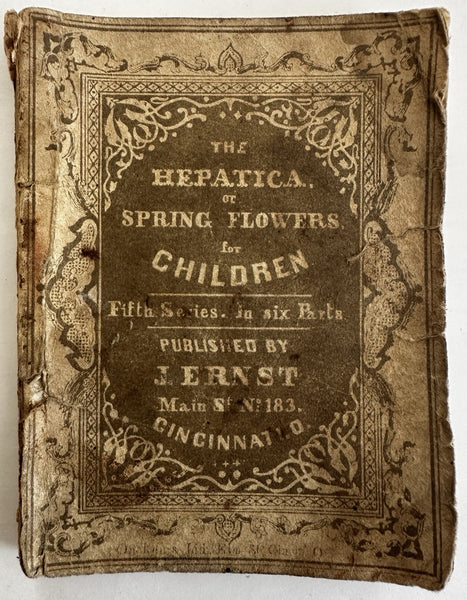 THE
HEPATICA,
or
SPRING FLOWERS,
for
CHILDREN
Fifth Series. In six Parts
PUBLISHED BY
J. ERNST
Main St. No. 183.
CINCINNATI O.